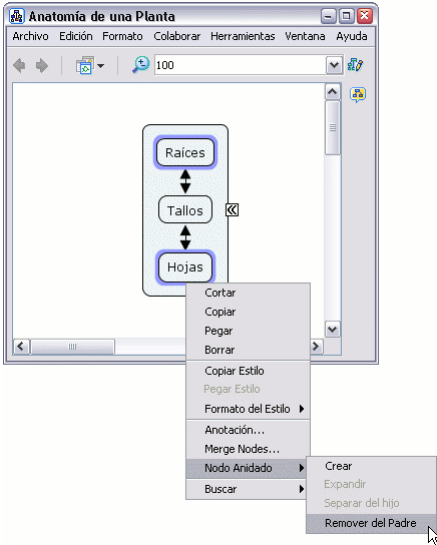 Anatomía de una Planta
Archivo Edición Formato Colaborar Herramientas Ventana Ayuda
100
Raíces
Tallos
Hojas
Cortar
Copiar
Pegar
Borrar
Copiar Estilo
Pegar Estilo
Formato del Estilo
Anotación...
Merge Nodes...
Nodo Anidado
Buscar
Crear
Expandir
Separar del hijo
Remover del Padre